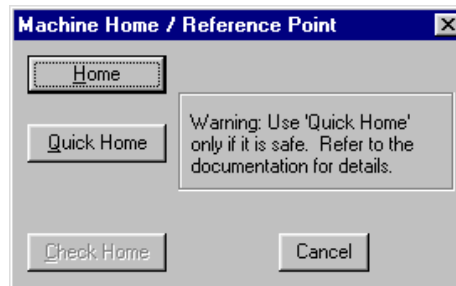 Machine Home / Reference Point
Home
Quick Home
Warning: Use 'Quick Home'
only if it is safe. Refer to the
documentation for details.
Check Home
Cancel